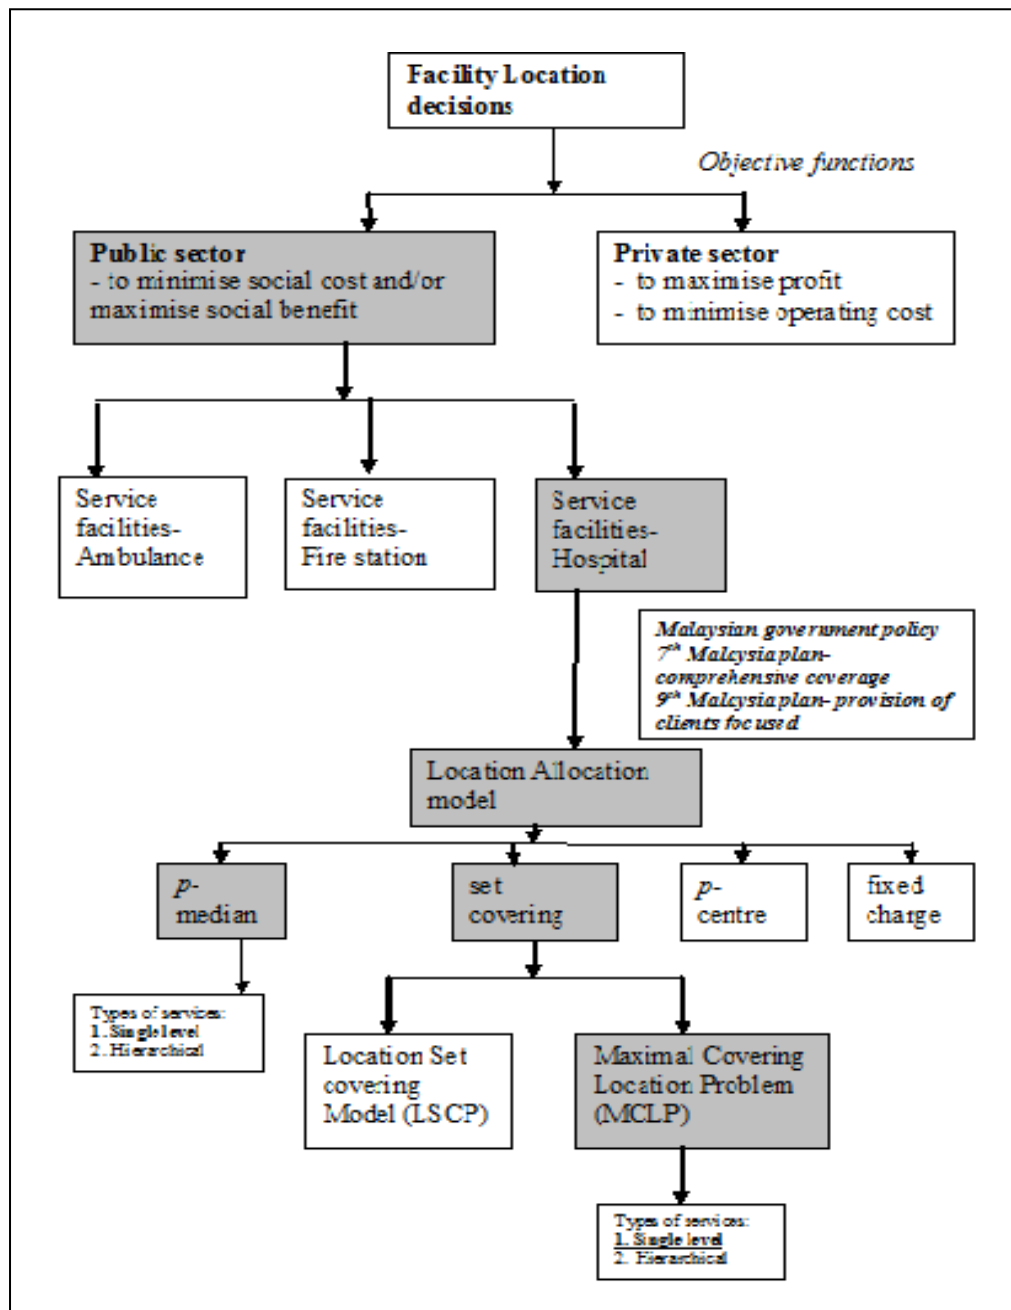 Facility Location
decisions
Objective functions
Public sector
- to minimise social cost and/or
maximise social benefit
Private sector
- to maximise profit
- to minimise operating cost
Service
facilities-
Ambulance
Service
facilities-
Fire station
Service
facilities-
Hospital
Malaysian government policy
7th Malaysia plan-
comprehensive coverage
9th Malaysia plan- provision of
clients focused
Location Allocation
model
p-
median
set
covering
p-
centre
fixed
charge
Types of services:
1. Single level
2. Hierarchical
Location Set
covering
Model (LSCP)
Maximal Covering
Location Problem
(MCLP)
Types of services:
1. Single level
2. Hierarchical